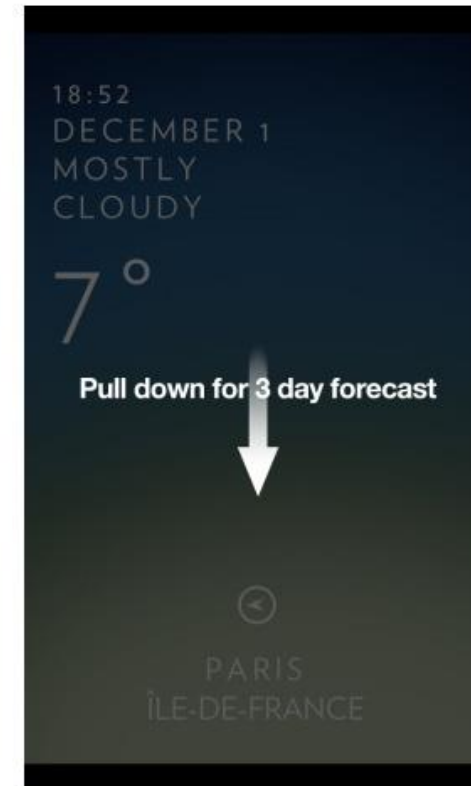 18:52
DECEMBER 1
MOSTLY
CLOUDY
7°
Pull down for 3 day forecast
PARIS
ÎLE-DE-FRANCE